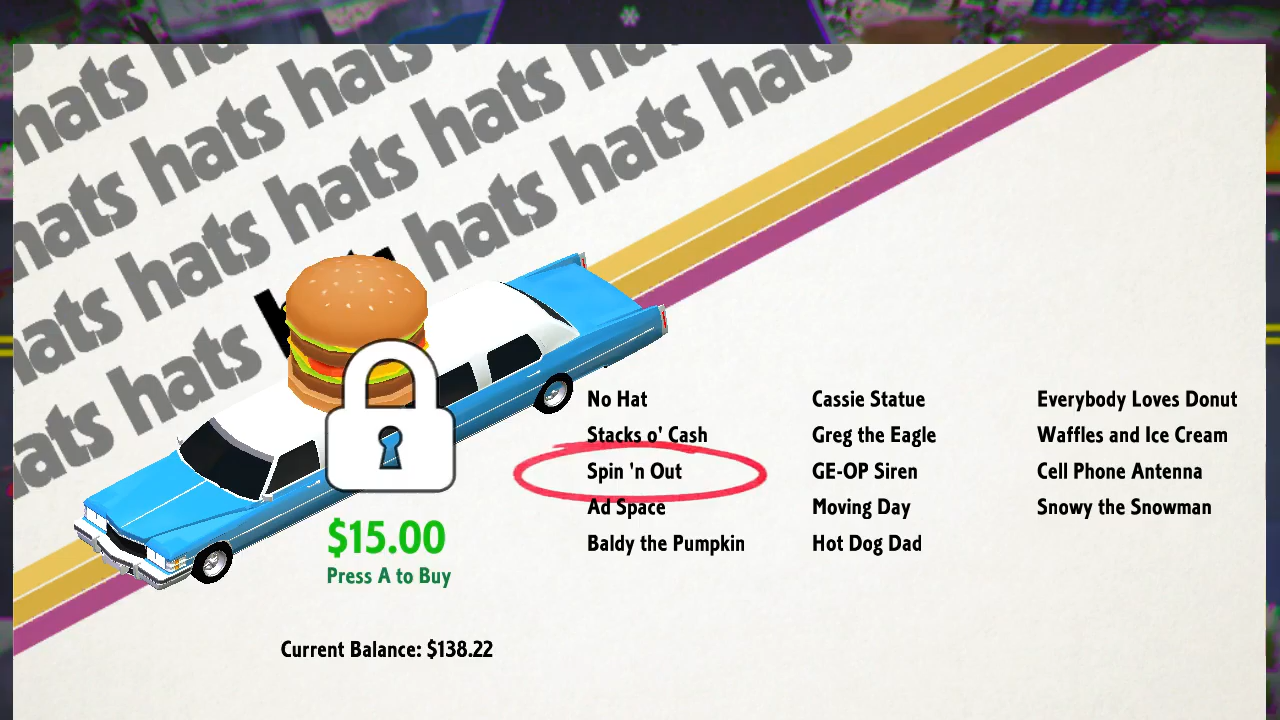 hats hats
hats hats hats
hats hats hats hats
hats hats hats hats
hats hats hats hats
No Hat
Stacks o' Cash
Spin 'n Out
Ad Space
Baldy the Pumpkin
Cassie Statue
Greg the Eagle
GE-OP Siren
Moving Day
Hot Dog Dad
Everybody Loves Donut
Waffles and Ice Cream
Cell Phone Antenna
Snowy the Snowman
$15.00
Press A to Buy
Current Balance: $138.22